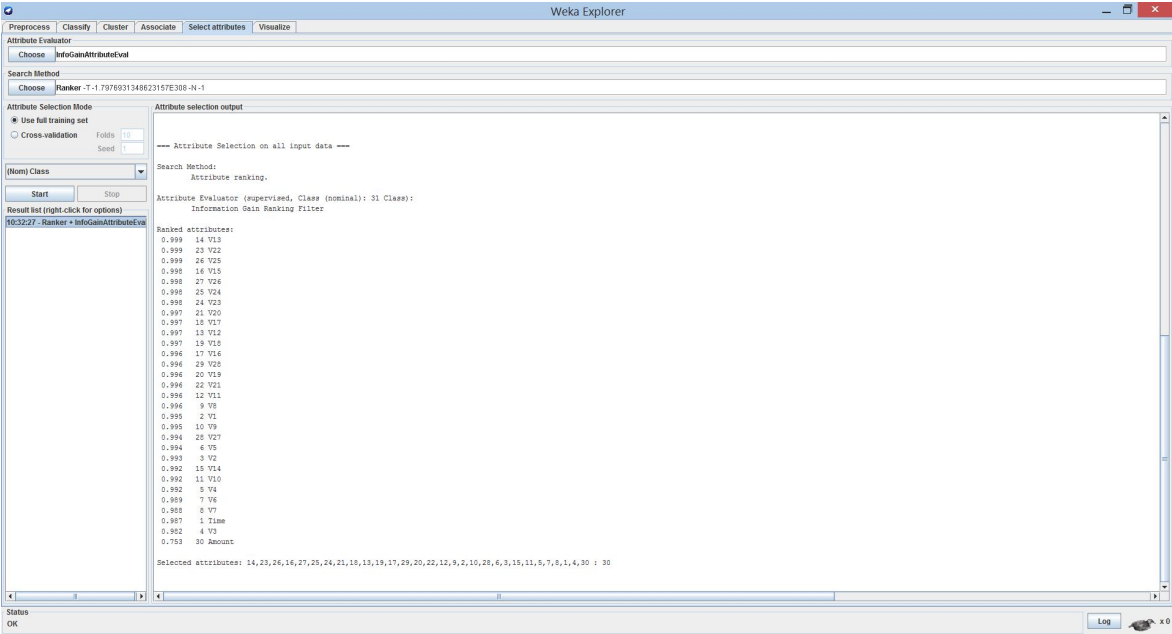 Weka Explorer
Preprocess Classify Cluster Associate Select attributes Visualize
Attribute Evaluator
Choose InfoGainAttributeEval
Search Method
Choose Ranker -T -1.7976931348623157E308 -N -1
Attribute Selection Mode
Use full training set
Cross-validation Folds 10
Seed 1
(Nom) Class
Start Stop
Result list (right-click for options)
10:32:27 - Ranker + InfoGainAttributeEva
Attribute selection output
=== Attribute Selection on all input data ===
Search Method:
Attribute ranking.
Attribute Evaluator (supervised, Class (nominal): 31 Class):
Information Gain Ranking Filter
Ranked attributes:
0.999 14 V13
0.999 23 V22
0.999 26 V25
0.998 16 V15
0.998 27 V26
0.998 25 V24
0.998 24 V23
0.997 21 V20
0.997 18 V17
0.997 13 V12
0.997 19 V18
0.996 17 V16
0.996 29 V28
0.996 20 V19
0.996 22 V21
0.996 12 V11
0.996 9 V8
0.995 2 V1
0.995 10 V9
0.994 28 V27
0.994 6 V5
0.993 3 V2
0.992 15 V14
0.992 11 V10
0.992 5 V4
0.989 7 V6
0.988 8 V7
0.987 1 Time
0.982 4 V3
0.753 30 Amount
Selected attributes: 14,23,26,16,27,25,24,21,18,13,19,17,29,20,22,12,9,2,10,28,6,3,15,11,5,7,8,1,4,30 : 30
Status
OK
Log x 0